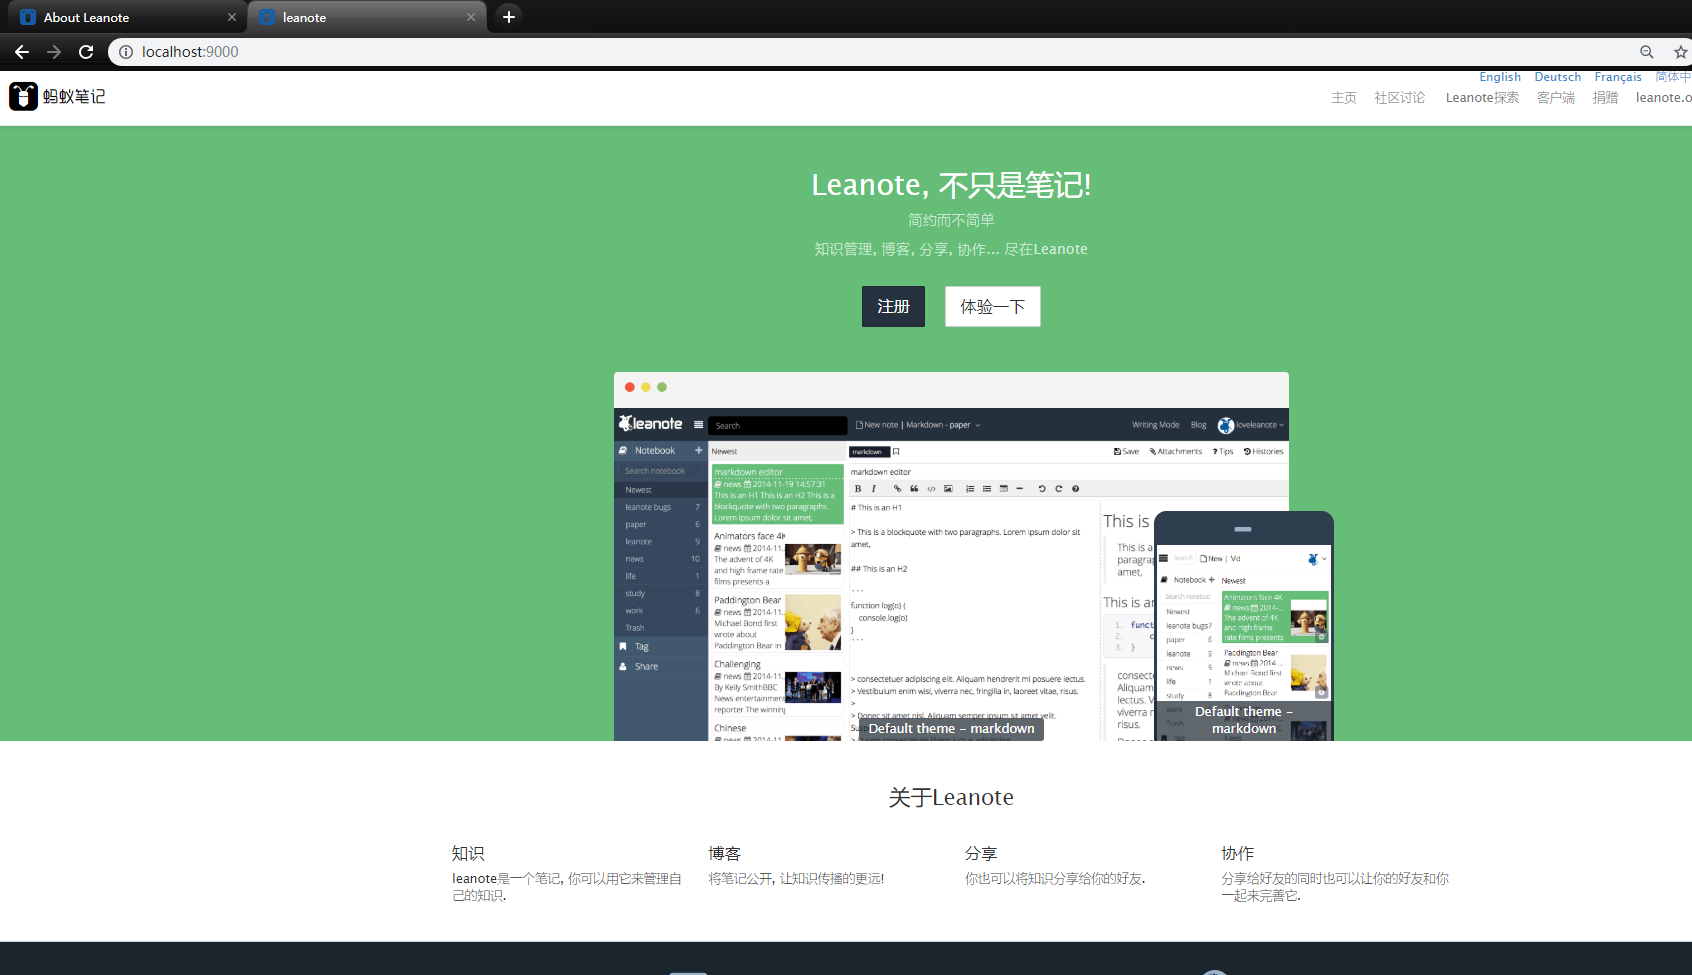 About Leanote
leanote
localhost:9000
蚂蚁笔记
English Deutsch Français 简体中
主页 社区讨论 Leanote探索 客户端 捐赠 leanote.o
Leanote, 不只是笔记!
简约而不简单
知识管理, 博客, 分享, 协作... 尽在Leanote
注册 体验一下
leanote Search New note | Markdown - paper Writing Mode Blog loveleanote
Notebook + Newest markdown Save Attachments ? Tips Histories
Search notebook
Newest
leanote bugs 7
paper 6
leanote 9
news 10
life 1
study 8
work 6
Trash
Tag
Share
markdown editor
news 2014-11-19 14:57:31
This is an H1 This is an H2 This is a
blockquote with two paragraphs.
Lorem ipsum dolor sit amet,
Animators face 4K
news 2014-11.
The advent of 4K
and high frame rate
films presents a
Paddington Bear
news 2014-11.
Michael Bond first
wrote about
Paddington Bear in
Challenging
news 2014-11.
By Keily SmithBBC
News entertainment
reporter The winning
Chinese
news 2014-11.
markdown editor
B I
# This is an H1
> This is a blockquote with two paragraphs. Lorem ipsum dolor sit
amet,
## This is an H2
```
function log(o) {
console.log(o)
}
```
> consectetuer adipiscing elit. Aliquam hendrerit mi posuere lectus.
> Vestibulum enim wisi, viverra nec, fringilla in, laoreet vitae, risus.
>
> Donec sit amet nisl. Aliquam semper ipsum sit amet velit.
Default theme - markdown
This is
This is a
paragrap
amet,
This is an
1. funct
2. c
3. }
consecte
Aliquam
lectus. V
viverra n
risus.
Search New | Md
Notebook + Newest
Search notebo
Newest
leanote bugs7
paper 6
leanote 9
news 9
life 1
study 8
work
Trash
Tag
Animators face 4K
news 2014-...
The advent of 4K
and high frame
rate films presents
Paddington Bear
news 2014-...
Michael Bond first
wrote about
Paddington Bear
Default theme -
markdown
关于Leanote
知识
leanote是一个笔记, 你可以用它来管理自
己的知识.
博客
将笔记公开, 让知识传播的更远!
分享
你也可以将知识分享给你的好友.
协作
分享给好友的同时也可以让你的好友和你
一起来完善它.